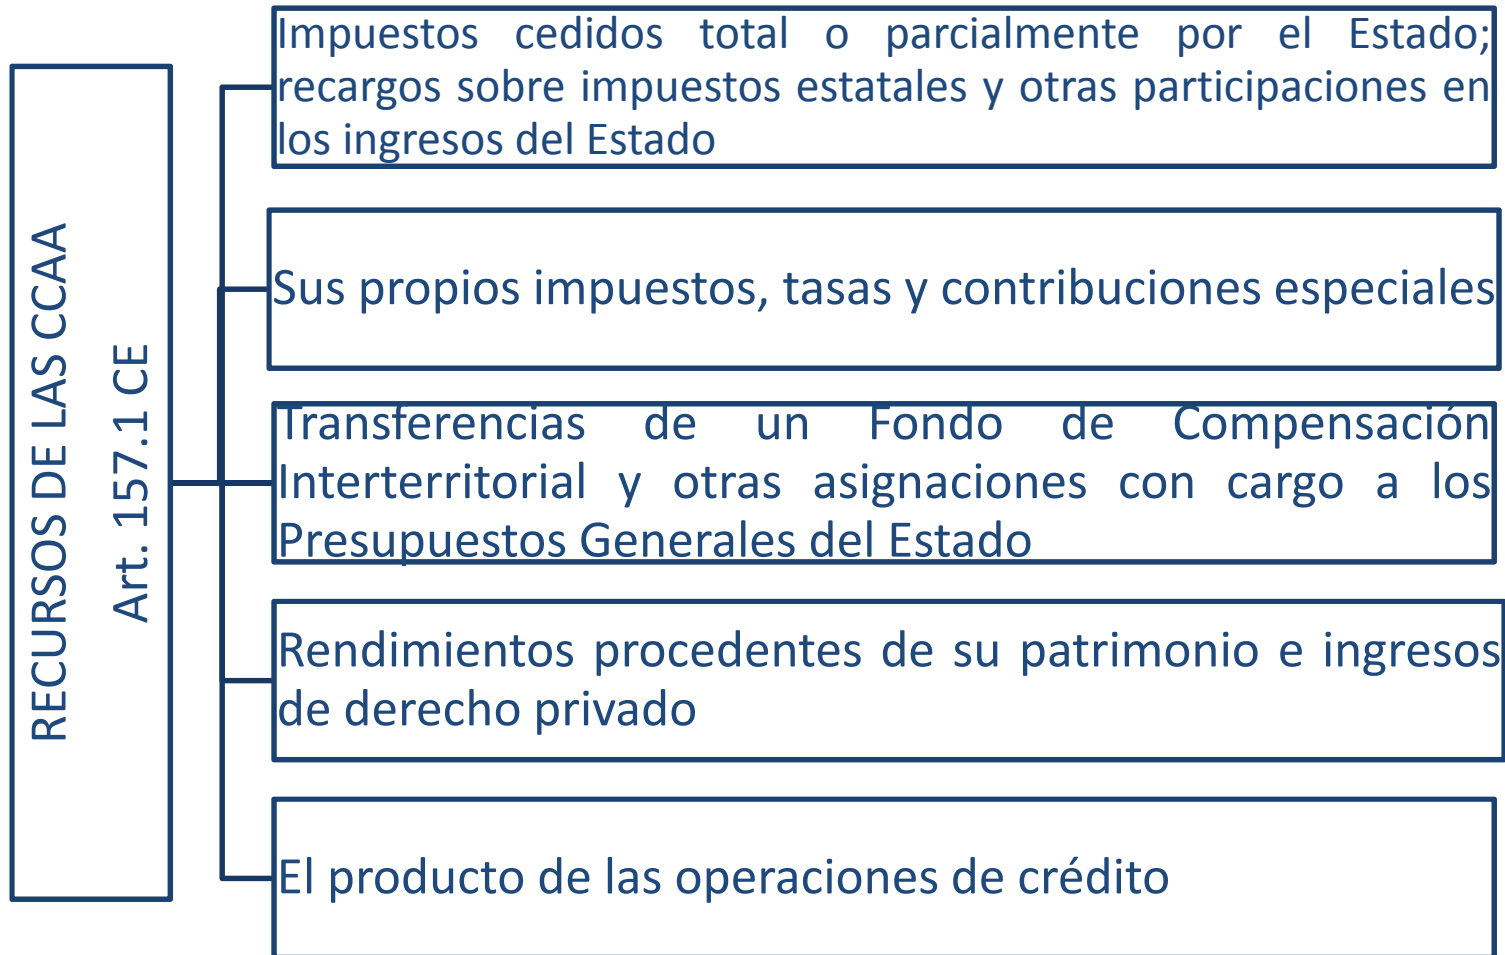 RECURSOS DE LAS CCAA
Art. 157.1 CE
Impuestos cedidos total o parcialmente por el Estado;
recargos sobre impuestos estatales y otras participaciones en
los ingresos del Estado
Sus propios impuestos, tasas y contribuciones especiales
Transferencias de un Fondo de Compensación
Interterritorial y otras asignaciones con cargo a los
Presupuestos Generales del Estado
Rendimientos procedentes de su patrimonio e ingresos
de derecho privado
El producto de las operaciones de crédito